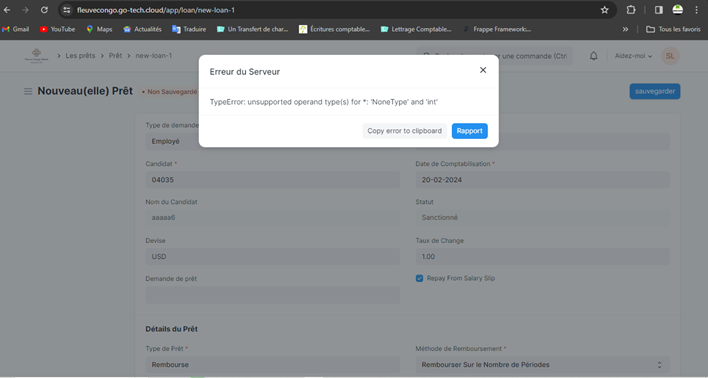 fleuvecongo.go-tech.cloud/app/loan/new-loan-1
Gmail YouTube Maps Actualités Traduire Un Transfert de char... Écritures comptable... Lettrage Comptable... Frappe Framework:... » Tous les favoris
Les prêts Prêt new-loan-1 er une commande (Ctr Aidez-moi SL
Nouveau(elle) Prêt Non Sauvegardé sauvegarder
Erreur du Serveur
TypeError: unsupported operand type(s) for *: 'NoneType' and 'int'
Copy error to clipboard Rapport
Type de demande
Employé
Candidat * Date de Comptabilisation *
04035 20-02-2024
Nom du Candidat Statut
aaaaa6 Sanctionné
Devise Taux de Change
USD 1.00
Demande de prêt Repay From Salary Slip
Détails du Prêt
Type de Prêt * Méthode de Remboursement *
Rembourse Rembourser Sur le Nombre de Périodes